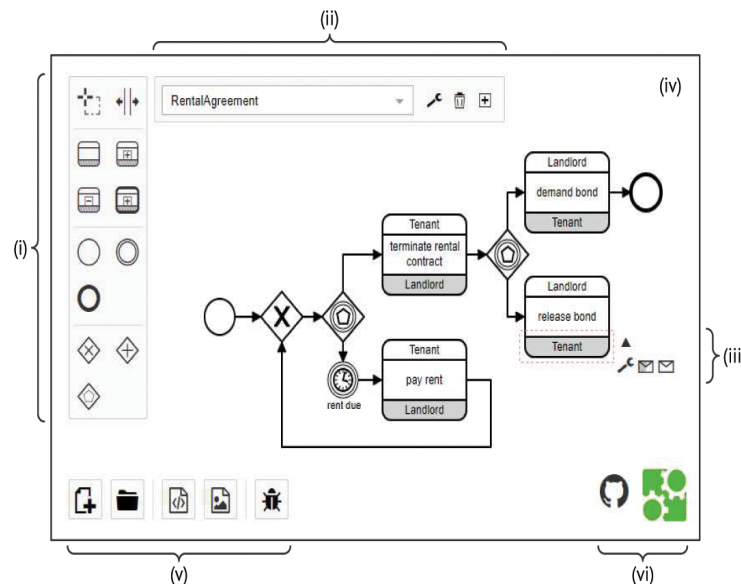 (ii)
(i)
RentalAgreement
(iv)
Landlord
demand bond
Tenant
Tenant
terminate rental
contract
Landlord
Landlord
release bond
Tenant
(iii
X
Tenant
pay rent
Landlord
rent due
(v)
(vi)